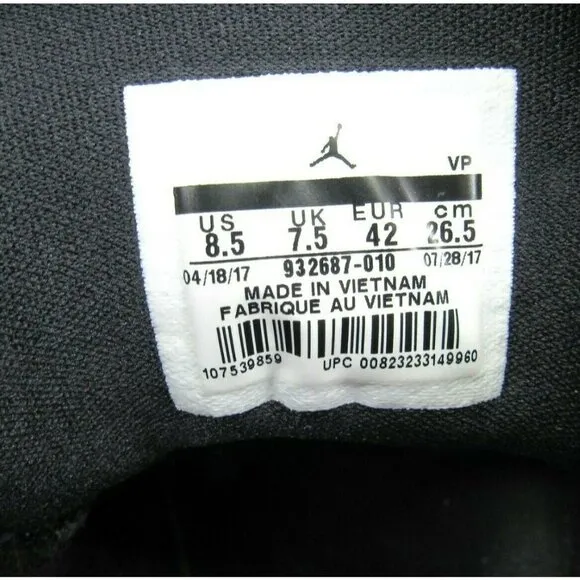 VP
US UK EUR cm
8.5 7.5 42 26.5
04/18/17 932687-010 07/28/17
MADE IN VIETNAM
FABRIQUE AU VIETNAM
107539859 UPC 00823233149960